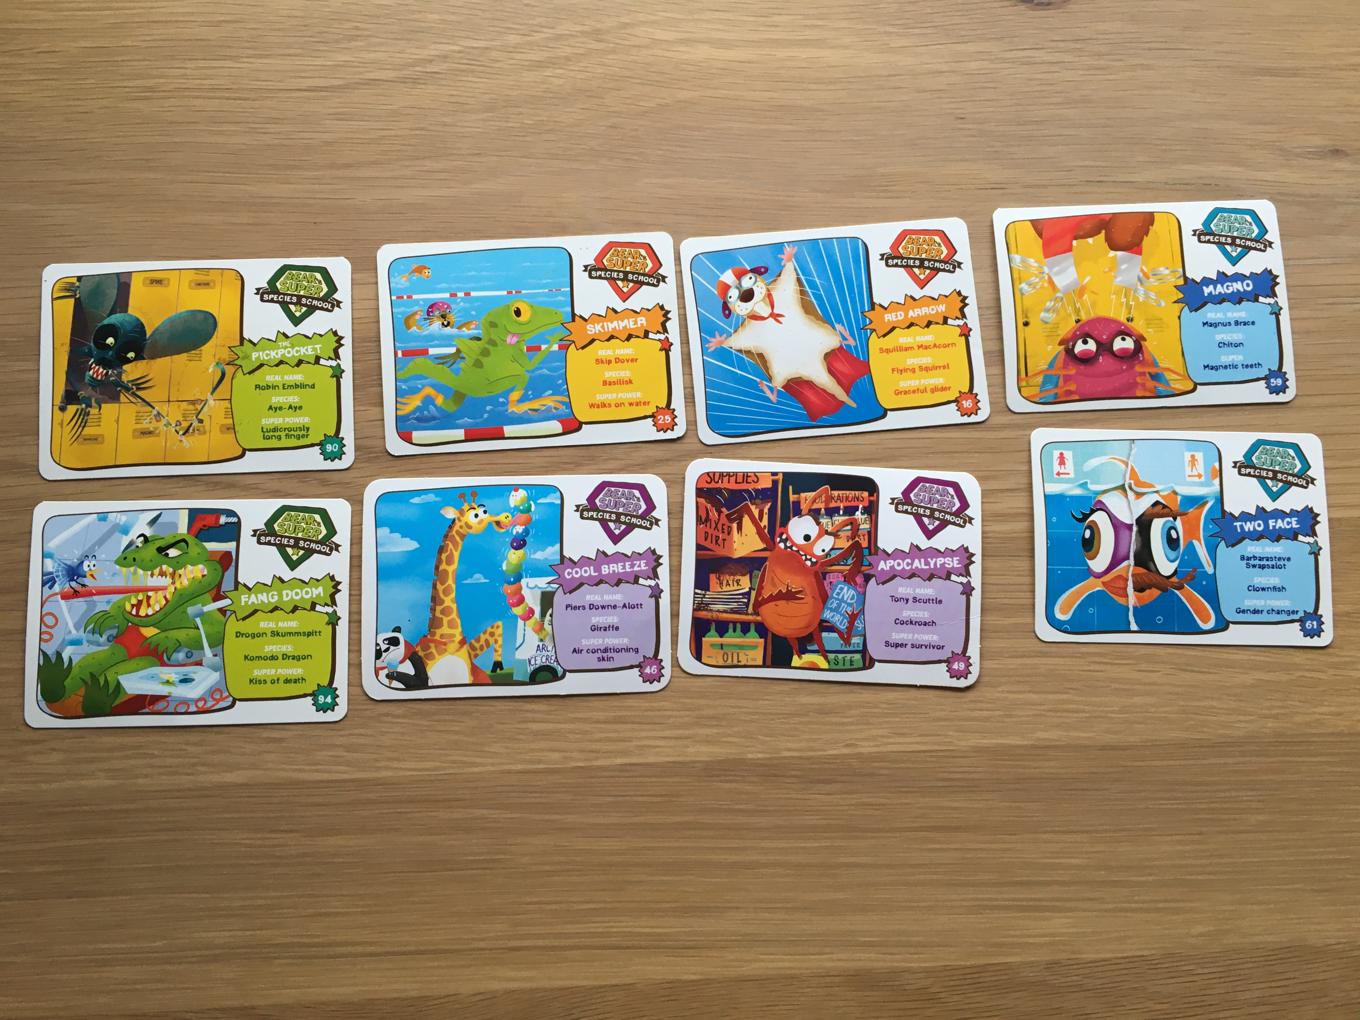 BEAR
SUPER
SPECIES SCHOOL
THE
PICKPOCKET
REAL NAME:
Robin Emblind
SPECIES:
Aye-Aye
SUPER POWER:
Ludicrously
long finger
90
BEAR
SUPER
SPECIES SCHOOL
SKIMMER
REAL NAME:
Skip Dover
SPECIES:
Basilisk
SUPER POWER:
Walks on water
25
BEAR
SUPER
SPECIES SCHOOL
RED ARROW
REAL NAME:
Squilliam MacAcorn
SPECIES:
Flying Squirrel
SUPER POWER:
Graceful glider
16
BEAR
SUPER
SPECIES SCHOOL
MAGNO
REAL NAME:
Magnus Brace
SPECIES:
Chiton
SUPER
Magnetic teeth
59
BEAR
SUPER
SPECIES SCHOOL
FANG DOOM
REAL NAME:
Drogon Skummspitt
SPECIES:
Komodo Dragon
SUPER POWER:
Kiss of death
94
BEAR
SUPER
SPECIES SCHOOL
COOL BREEZE
REAL NAME:
Piers Downe-Alott
SPECIES:
Giraffe
SUPER POWER:
Air conditioning
skin
46
SUPPLIES
MIXED
DIRT
HAIR
OIL
END
OF THE
WORLD
BEAR
SUPER
SPECIES SCHOOL
APOCALYPSE
REAL NAME:
Tony Scuttle
SPECIES:
Cockroach
SUPER POWER:
Super survivor
49
BEAR
SUPER
SPECIES SCHOOL
TWO FACE
REAL NAME:
Barbarasteve
Swapsalot
SPECIES:
Clownfish
SUPER POWER:
Gender changer
61